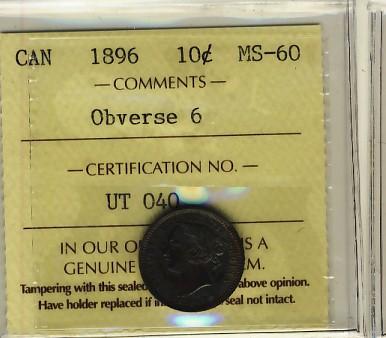 CAN 1896 10¢ MS-60
— COMMENTS —
Obverse 6
— CERTIFICATION NO. —
UT 040
IN OUR S A
GENUINE
Tampering with this sealed above opinion.
Have holder replaced if seal not intact.